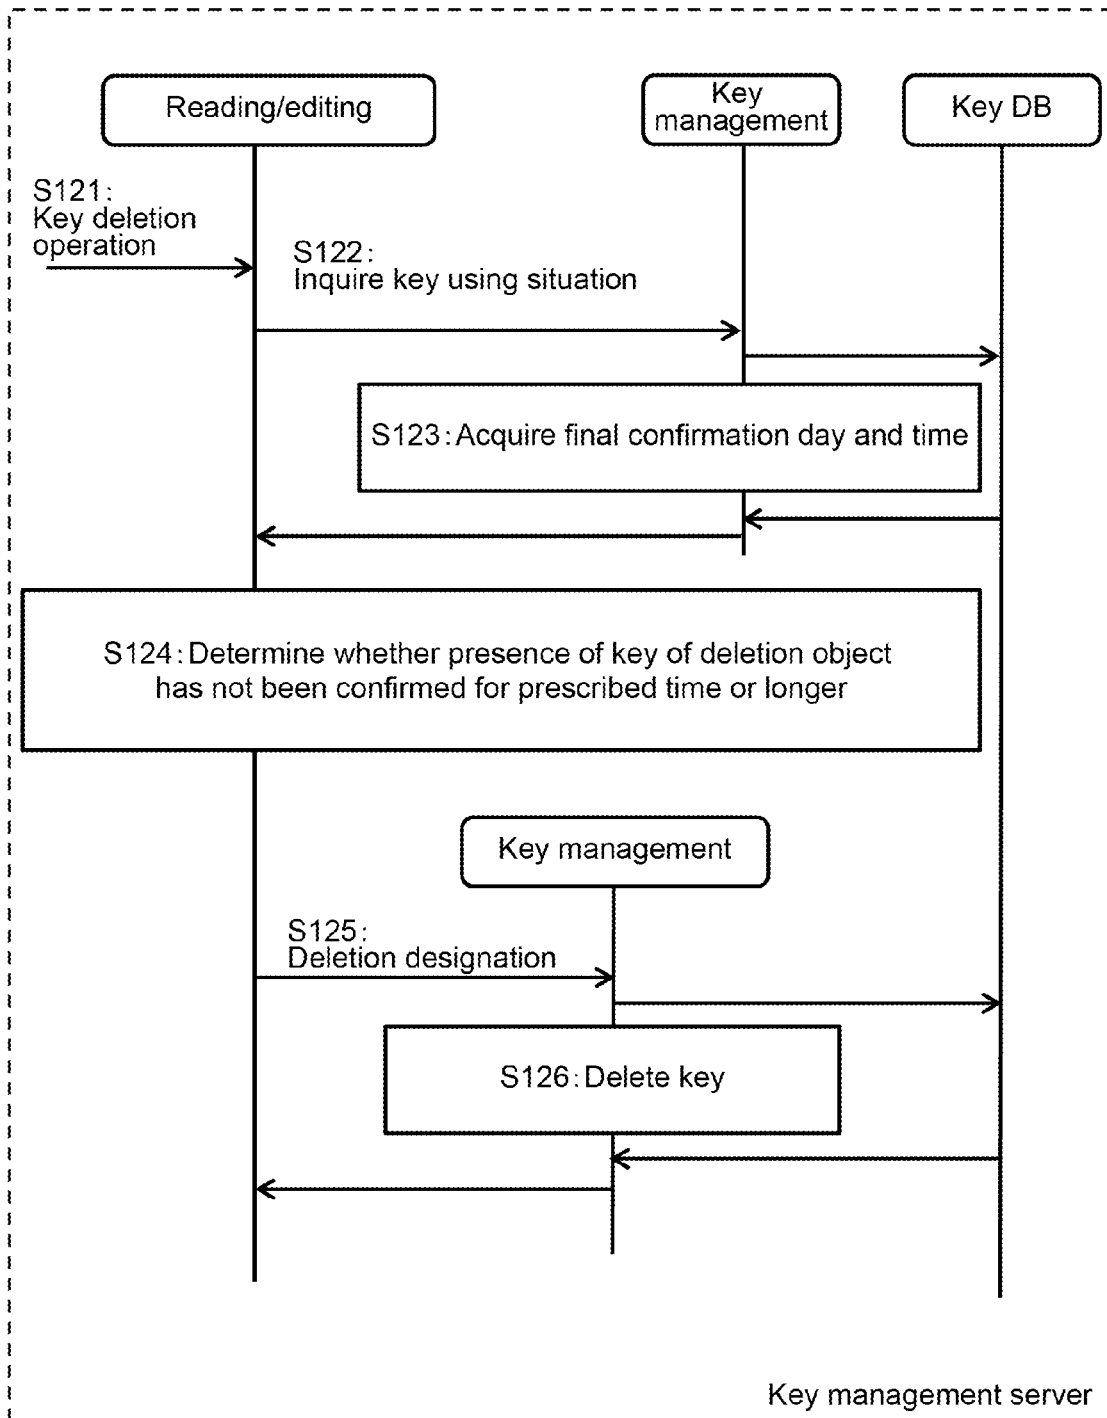 Reading/editing
Key
management
Key DB
S121:
Key deletion
operation
S122:
Inquire key using situation
S123:Acquire final confirmation day and time
S124:Determine whether presence of key of deletion object
has not been confirmed for prescribed time or longer
Key management
S125:
Deletion designation
S126:Delete key
Key management server